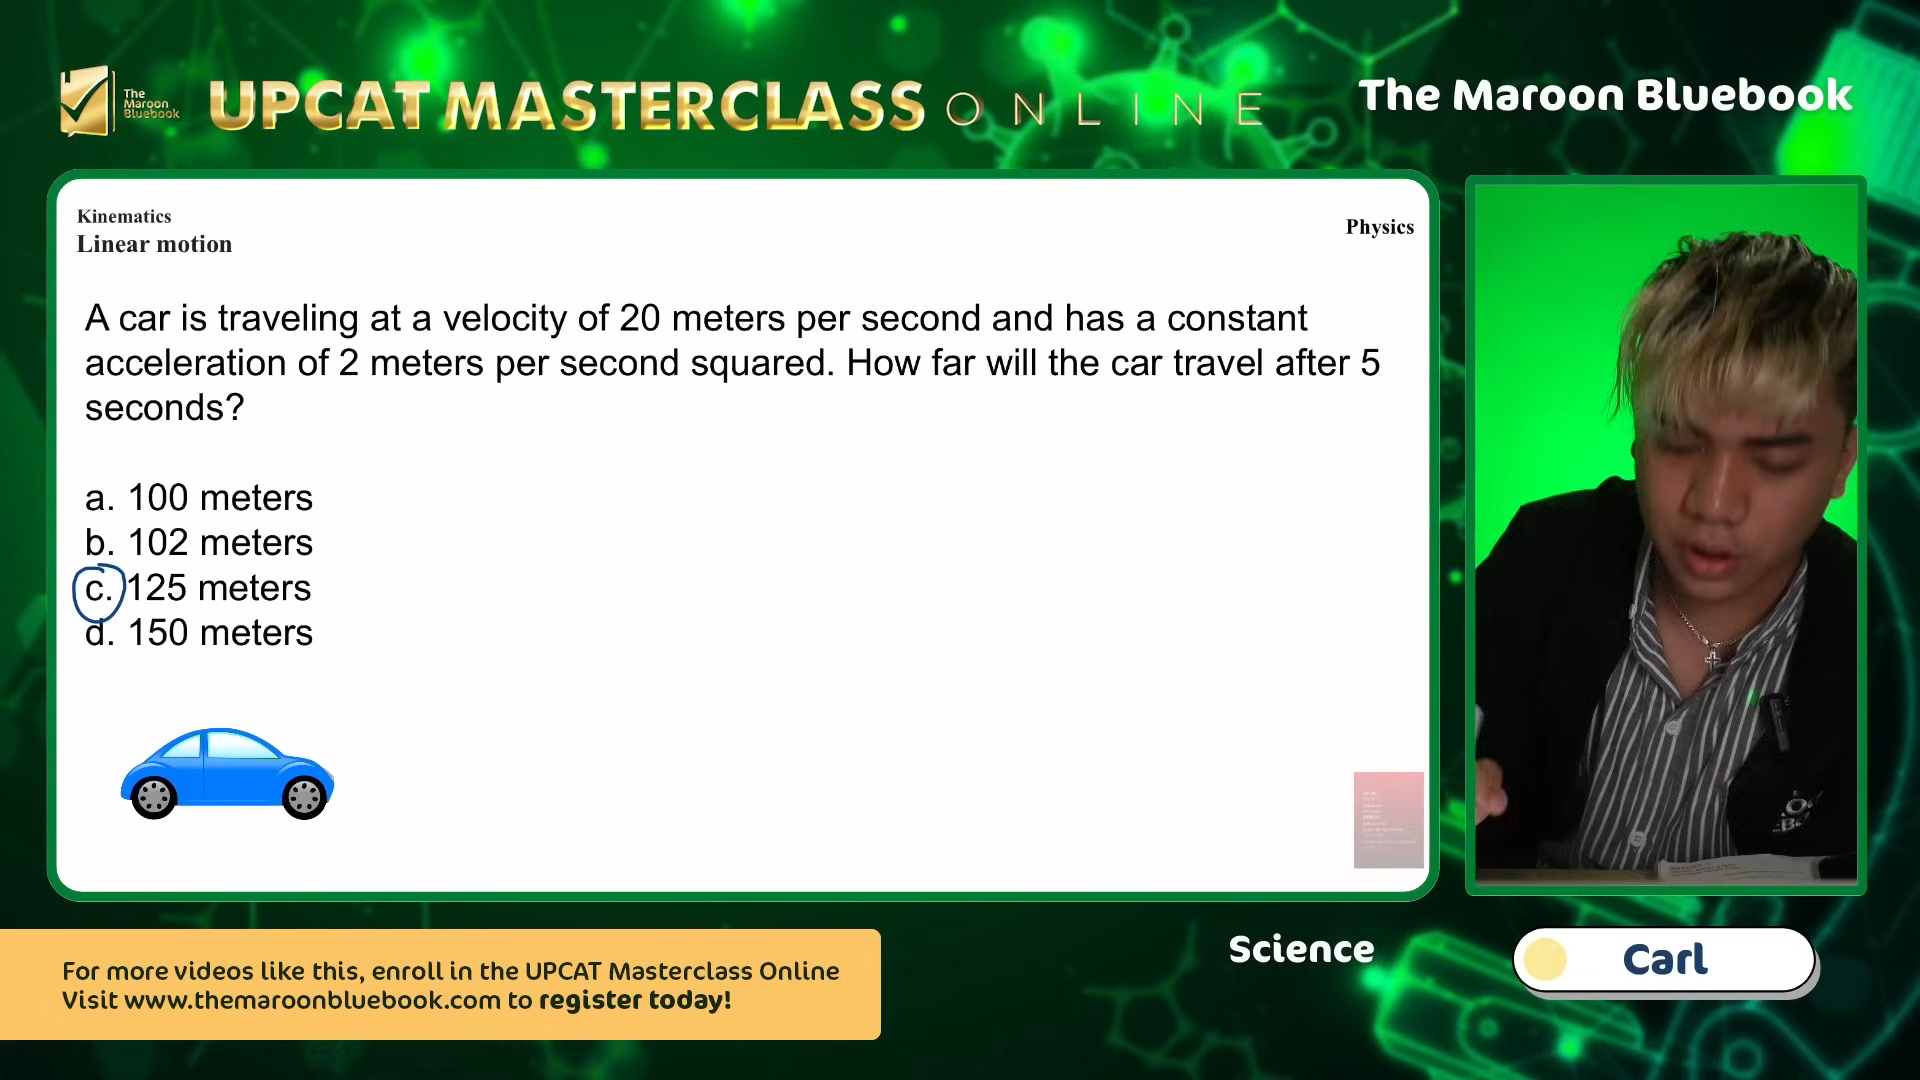 The
Maroon
Bluebook
UPCAT MASTERCLASS ONLINE
The Maroon Bluebook
Kinematics
Linear motion
Physics
A car is traveling at a velocity of 20 meters per second and has a constant
acceleration of 2 meters per second squared. How far will the car travel after 5
seconds?
a. 100 meters
b. 102 meters
c. 125 meters
d. 150 meters
For more videos like this, enroll in the UPCAT Masterclass Online
Visit www.themaroonbluebook.com to register today!
Science
Carl